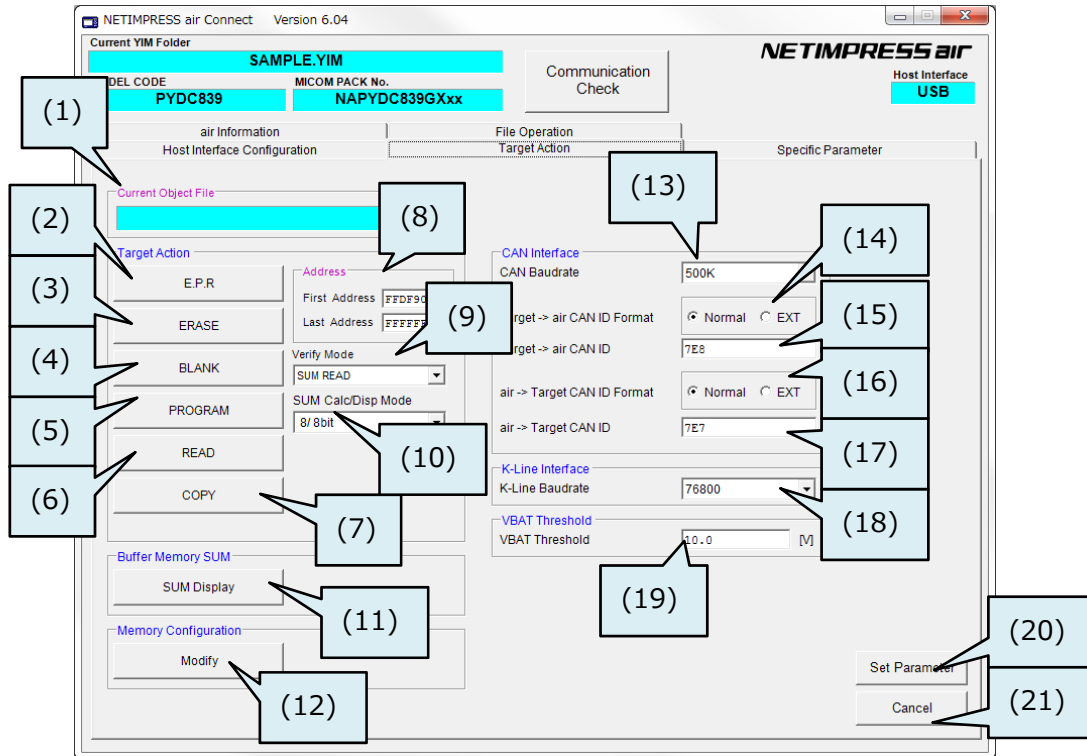 NETIMPRESS air Connect Version 6.04
Current YIM Folder
SAMPLE.YIM
NETIMPRESS air
Communication
Check
Host Interface
USB
DEL CODE
MICOM PACK No.
PYDC839
NAPYDC839GXxx
(1)
air Information
File Operation
Host Interface Configuration
Target Action
Specific Parameter
Current Object File
(2)
(8)
(13)
(14)
Target Action
E.P.R
Address
First Address
FFDF90
Last Address
FFFFFF
CAN Interface
CAN Baudrate
500K
(3)
ERASE
(9)
rget -> air CAN ID Format
Normal
EXT
(15)
(4)
BLANK
Verify Mode
SUM READ
rget -> air CAN ID
7E8
(16)
(5)
PROGRAM
SUM Calc/Disp Mode
8/ 8bit
air -> Target CAN ID Format
Normal
EXT
(6)
READ
(10)
air -> Target CAN ID
7E7
(17)
COPY
(7)
K-Line Interface
K-Line Baudrate
76800
(18)
VBAT Threshold
VBAT Threshold
10.0
[V]
(19)
Buffer Memory SUM
SUM Display
(11)
Memory Configuration
Modify
(12)
(20)
Set Parameter
Cancel
(21)